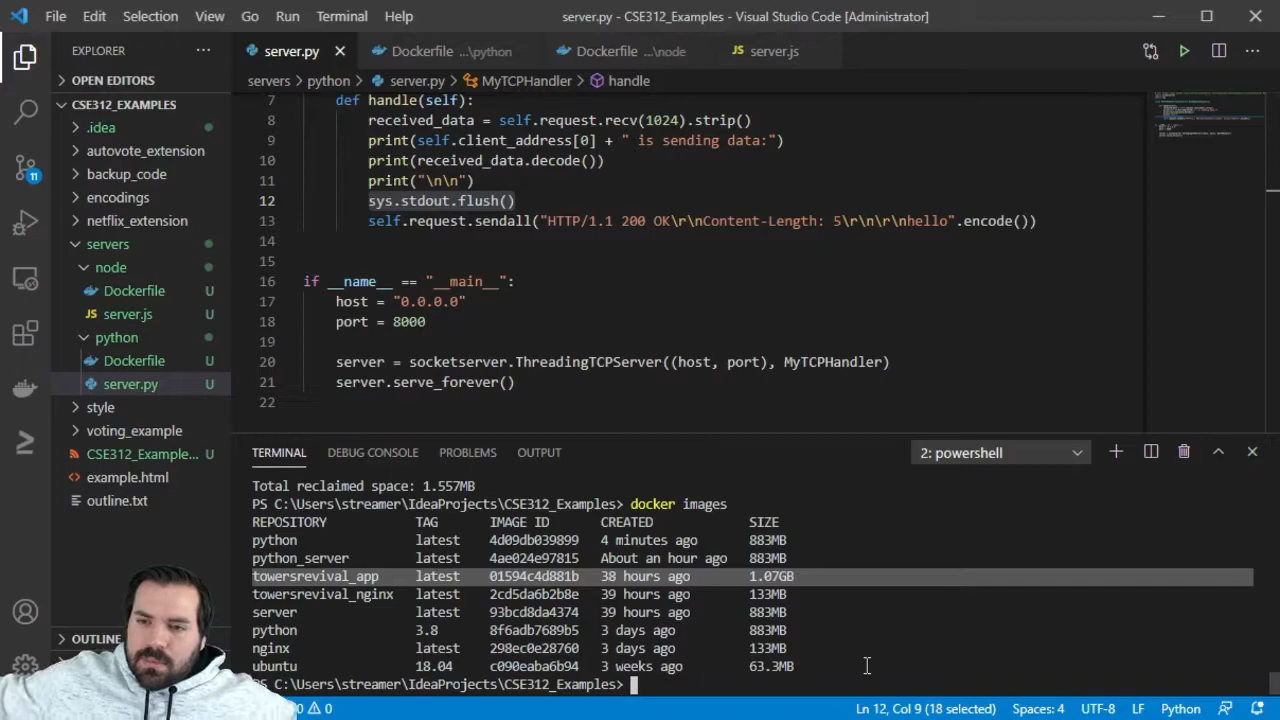 File Edit Selection View Go Run Terminal Help server.py - CSE312_Examples - Visual Studio Code [Administrator]
EXPLORER
server.py Dockerfile ...\python Dockerfile ...\node JS server.js
OPEN EDITORS
servers > python > server.py > MyTCPHandler > handle
CSE312_EXAMPLES
.idea
autovote_extension
backup_code
encodings
netflix_extension
servers
node
Dockerfile U
JS server.js U
python
Dockerfile U
server.py U
style
voting_example
CSE312_Example... U
example.html
outline.txt
OUTLINE
11
7 def handle(self):
8 received_data = self.request.recv(1024).strip()
9 print(self.client_address[0] + " is sending data:")
10 print(received_data.decode())
11 print("\n\n")
12 sys.stdout.flush()
13 self.request.sendall("HTTP/1.1 200 OK\r\nContent-Length: 5\r\n\r\nhello".encode())
14
15
16 if __name__ == "__main__":
17 host = "0.0.0.0"
18 port = 8000
19
20 server = socketserver.ThreadingTCPServer((host, port), MyTCPHandler)
21 server.serve_forever()
22
TERMINAL DEBUG CONSOLE PROBLEMS OUTPUT 2: powershell
Total reclaimed space: 1.557MB
PS C:\Users\streamer\IdeaProjects\CSE312_Examples> docker images
REPOSITORY TAG IMAGE ID CREATED SIZE
python latest 4d09db039899 4 minutes ago 883MB
python_server latest 4ae024e97815 About an hour ago 883MB
towersrevival_app latest 01594c4d881b 38 hours ago 1.07GB
towersrevival_nginx latest 2cd5da6b2b8e 39 hours ago 133MB
server latest 93bcd8da4374 39 hours ago 883MB
python 3.8 8f6adb7689b5 3 days ago 883MB
nginx latest 298ec0e28760 3 days ago 133MB
ubuntu 18.04 c090eaba6b94 3 weeks ago 63.3MB
PS C:\Users\streamer\IdeaProjects\CSE312_Examples>
0 0 Ln 12, Col 9 (18 selected) Spaces: 4 UTF-8 LF Python